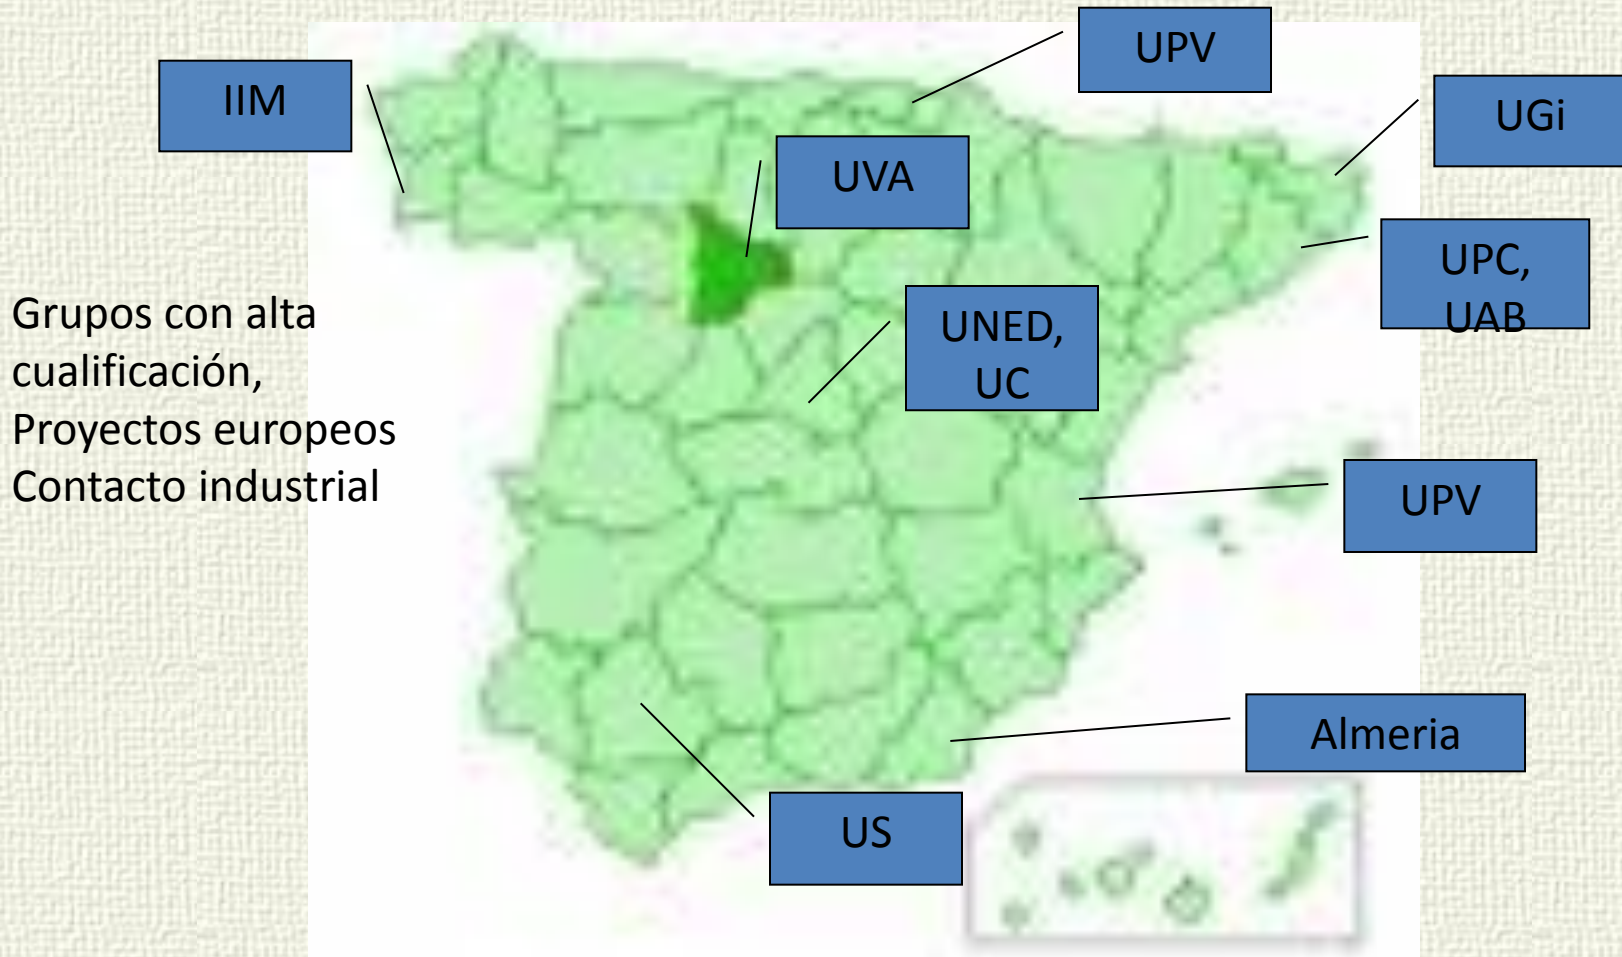 UPV
IIM
UGi
UVA
UPC,
UAB
Grupos con alta
cualificación,
Proyectos europeos
Contacto industrial
UNED,
UC
UPV
Almeria
US